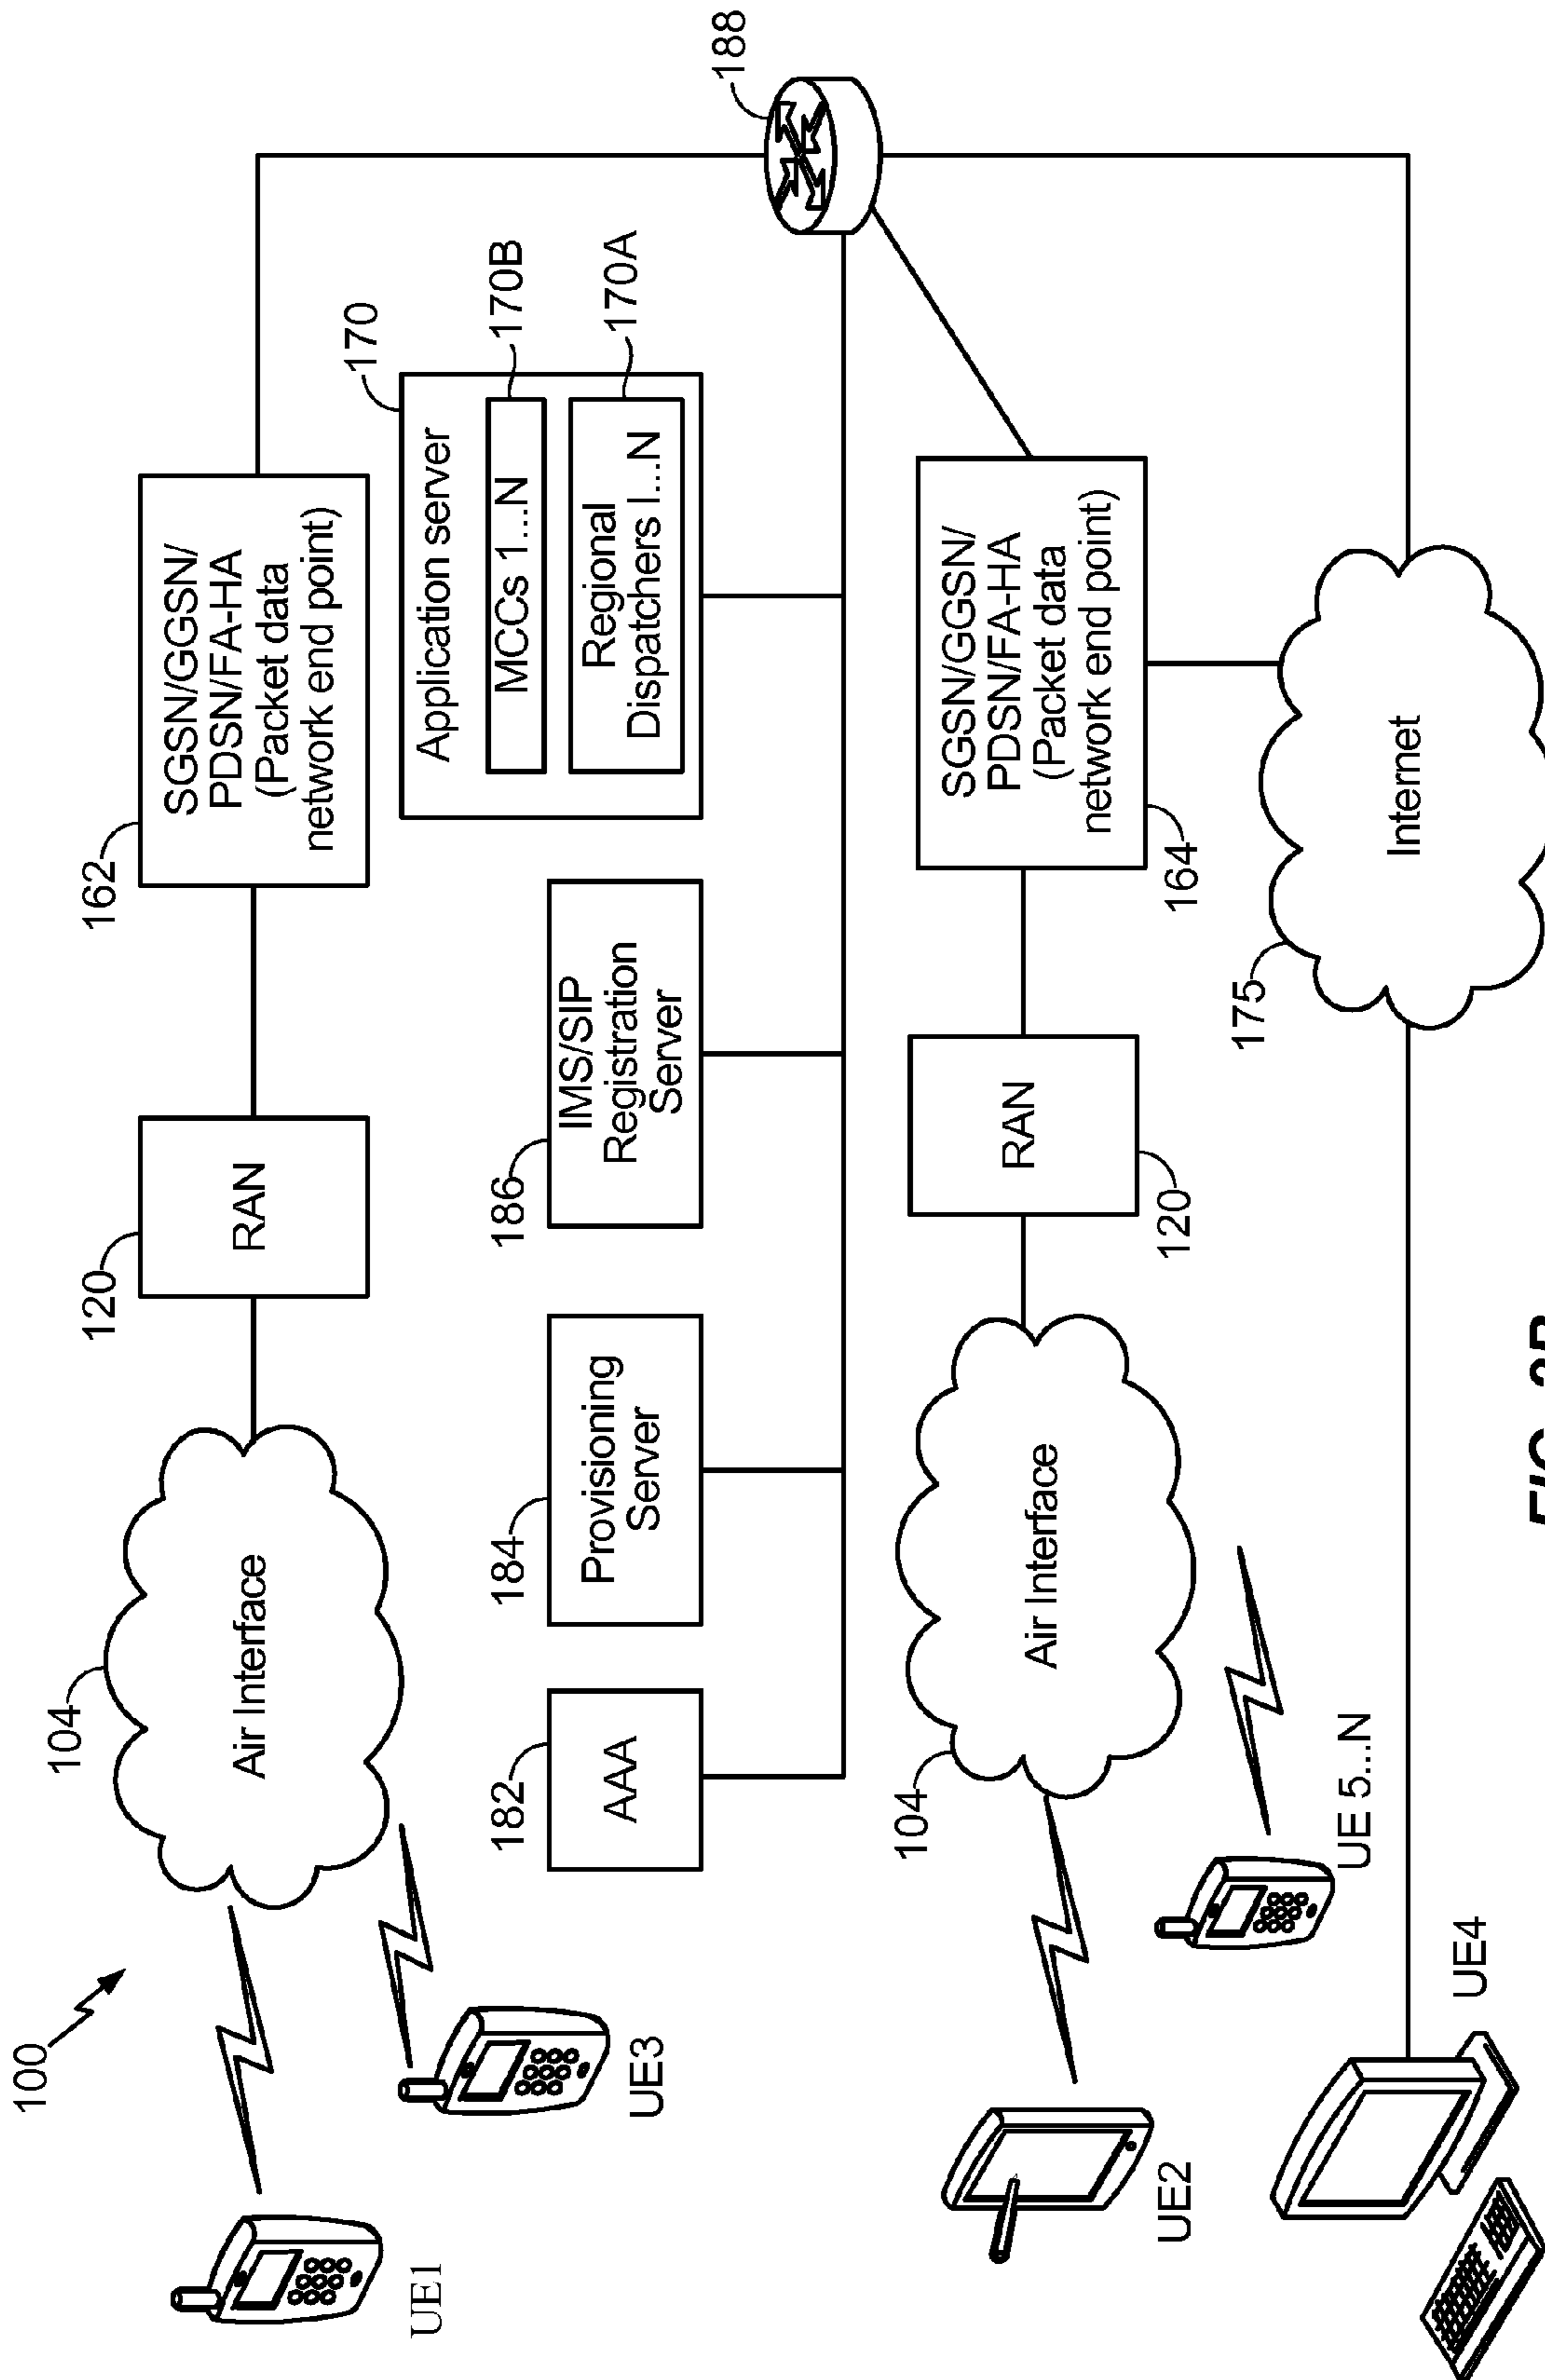 100
104
Air Interface
120
RAN
162
SGSN/GGSN/
PDSN/FA-HA
(Packet data
network end point)
UE1
UE3
182
AAA
184
Provisioning
Server
186
IMS/SIP
Registration
Server
170
Application server
MCCs 1...N
170B
Regional
Dispatchers I...N
170A
188
UE2
104
Air Interface
120
RAN
SGSN/GGSN/
PDSN/FA-HA
(Packet data
network end point)
164
UE 5...N
175
Internet
UE4